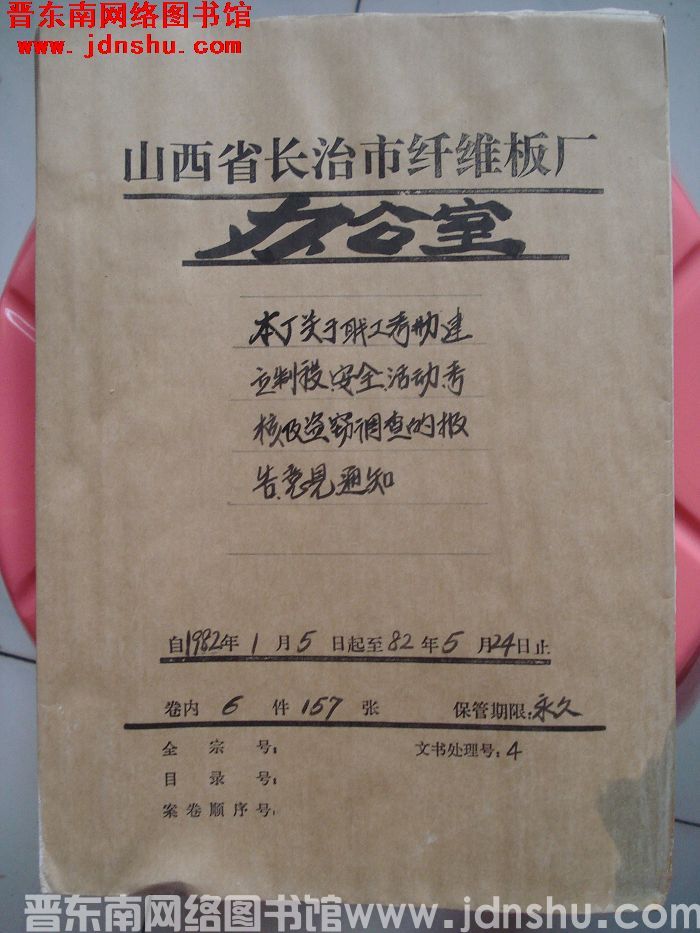 晋东南网络图书馆
www.jdnshu.com
山西省长治市纤维板厂
办公室
本厂关于职工考勤建
立制度、安全活动、考
核及盗窃调查的报
告、意见、通知
自1982年1月5日起至82年5月24日止
卷内6件157张 保管期限:永久
全宗号: 文书处理号:4
目录号:
案卷顺序号:
晋东南网络图书馆www.jdnshu.com